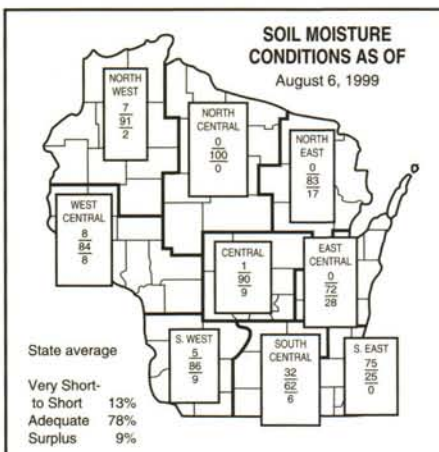 SOIL MOISTURE
CONDITIONS AS OF
August 6, 1999
NORTH
WEST
7
91
2
NORTH
CENTRAL
0
100
0
NORTH
EAST
0
83
17
WEST
CENTRAL
8
84
8
CENTRAL
1
90
9
EAST
CENTRAL
0
72
28
S. WEST
5
86
9
SOUTH
CENTRAL
32
62
6
S. EAST
75
25
0
State average
Very Short-
to Short 13%
Adequate 78%
Surplus 9%